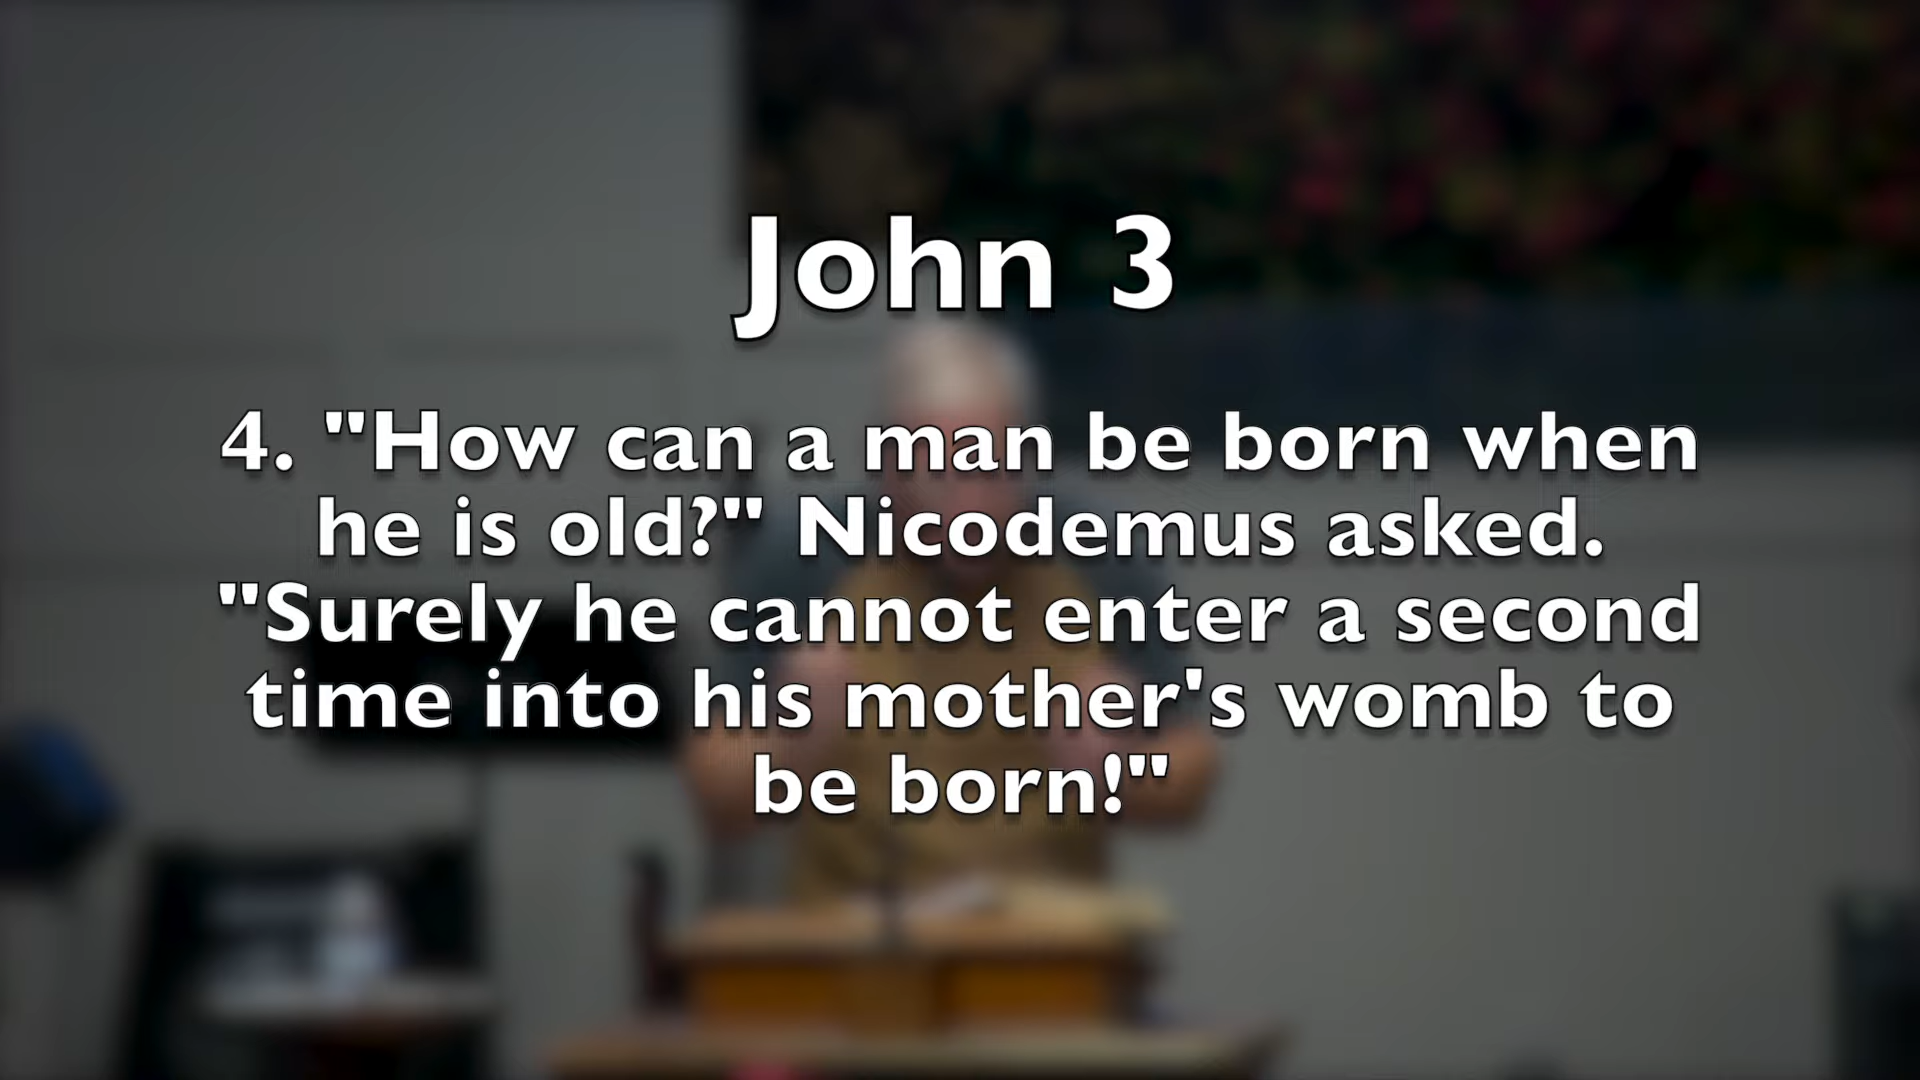 John 3
4. "How can a man be born when
he is old?" Nicodemus asked.
"Surely he cannot enter a second
time into his mother's womb to
be born!"